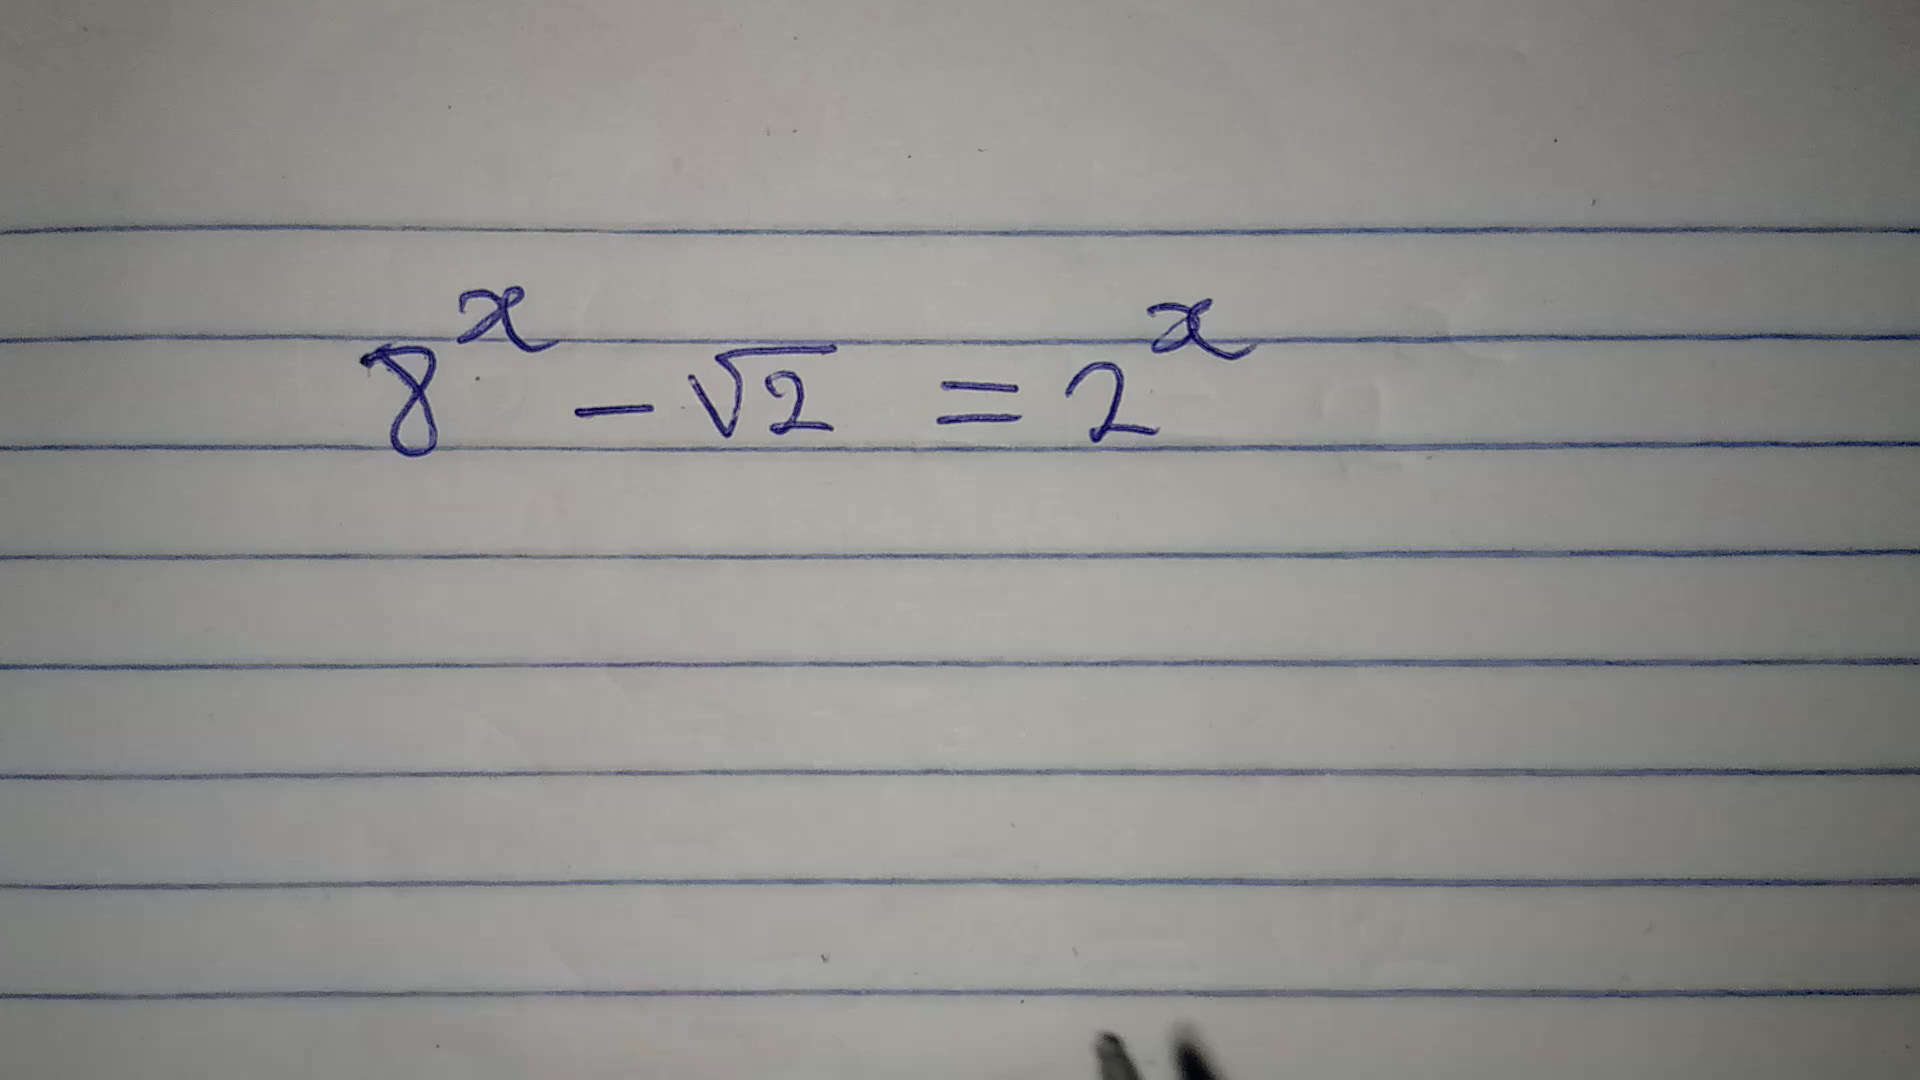 8^x - √2 = 2^x